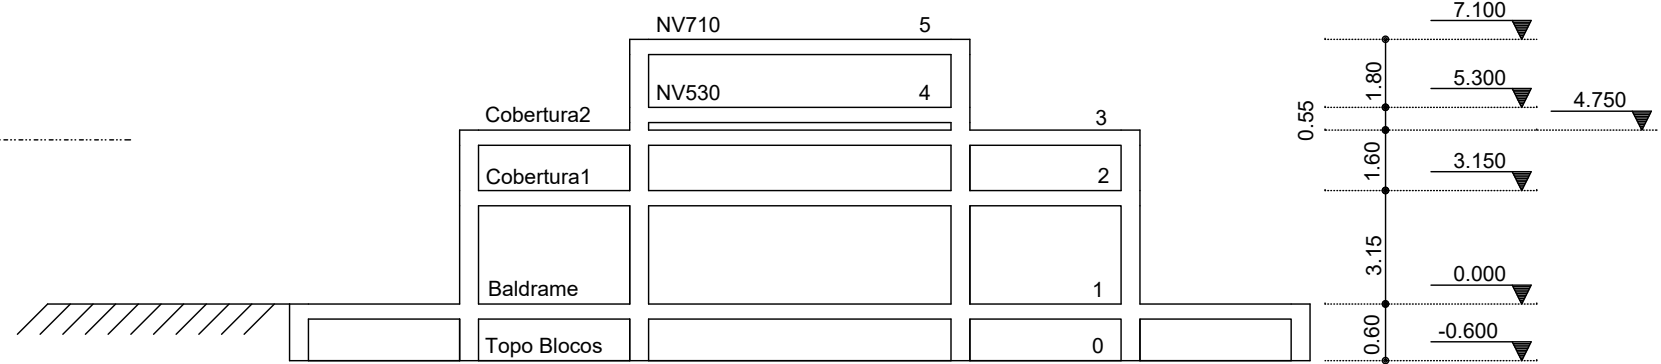 NV710 5 7.100
1.80
NV530 4 5.300
Cobertura2 3 0.55 4.750
1.60
Cobertura1 2 3.150
3.15
Baldrame 1 0.000
0.60
Topo Blocos 0 -0.600